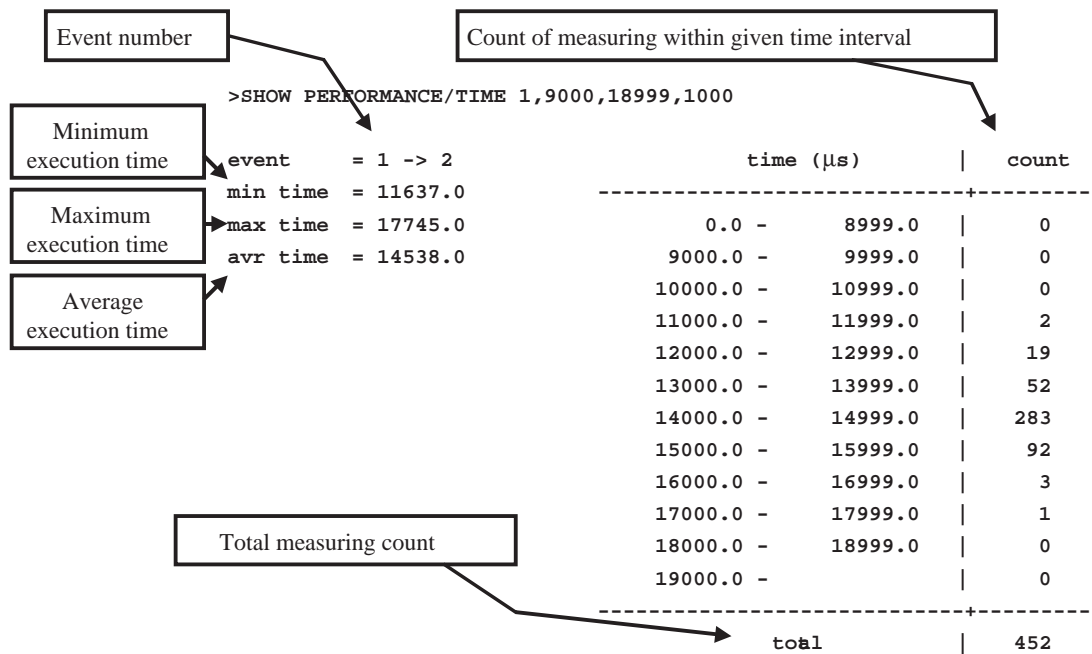 Event number
Count of measuring within given time interval
>SHOW PERFORMANCE/TIME 1,9000,18999,1000
Minimum
execution time
Maximum
execution time
Average
execution time
event = 1 -> 2
min time = 11637.0
max time = 17745.0
avr time = 14538.0
time (µs) | count
-----------------------------+---------
0.0 - 8999.0 | 0
9000.0 - 9999.0 | 0
10000.0 - 10999.0 | 0
11000.0 - 11999.0 | 2
12000.0 - 12999.0 | 19
13000.0 - 13999.0 | 52
14000.0 - 14999.0 | 283
15000.0 - 15999.0 | 92
16000.0 - 16999.0 | 3
17000.0 - 17999.0 | 1
18000.0 - 18999.0 | 0
19000.0 - | 0
-----------------------------+---------
total | 452
Total measuring count